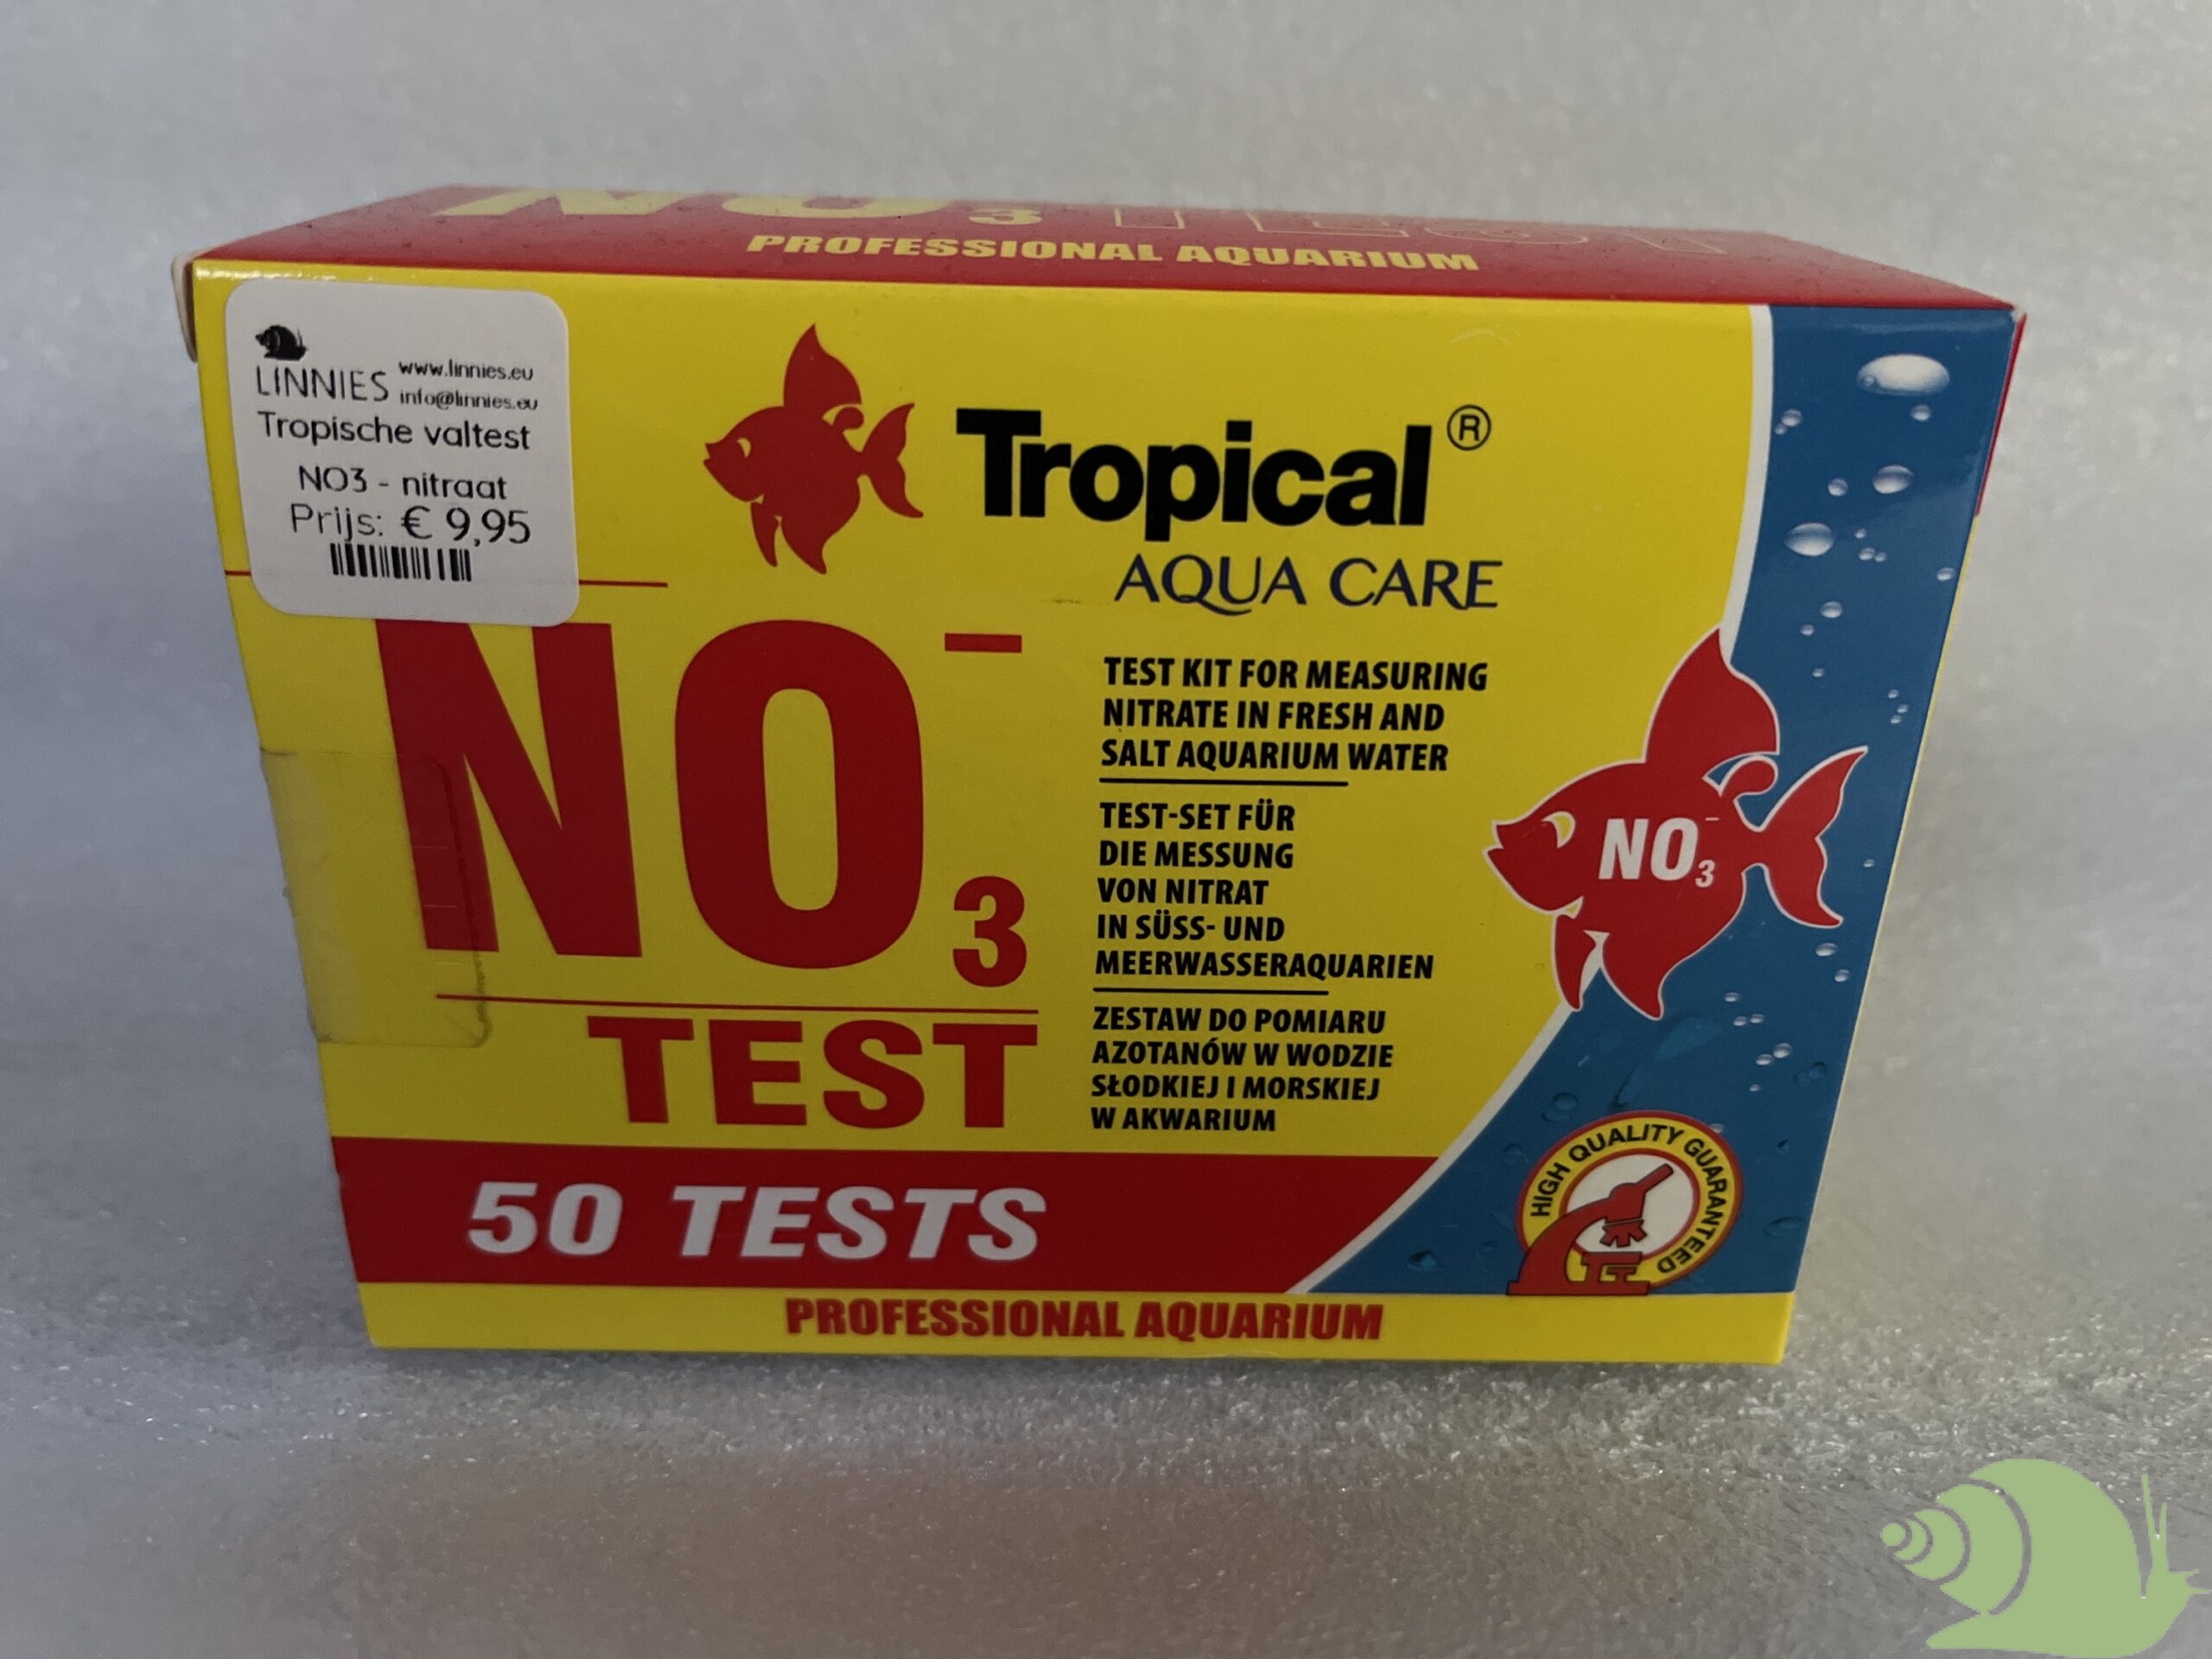 NO3 TEST
PROFESSIONAL AQUARIUM
LINNIES
www.linnies.eu
info@linnies.eu
Tropische valtest
NO3 - nitraat
Prijs: € 9,95
Tropical®
AQUA CARE
NO3-
TEST
TEST KIT FOR MEASURING
NITRATE IN FRESH AND
SALT AQUARIUM WATER
TEST-SET FÜR
DIE MESSUNG
VON NITRAT
IN SÜSS- UND
MEERWASSERAQUARIEN
ZESTAW DO POMIARU
AZOTANÓW W WODZIE
SŁODKIEJ I MORSKIEJ
W AKWARIUM
NO3-
50 TESTS
HIGH QUALITY GUARANTEED
PROFESSIONAL AQUARIUM